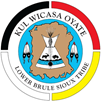 KUL WICASA OYATE
LOWER BRULE SIOUX TRIBE